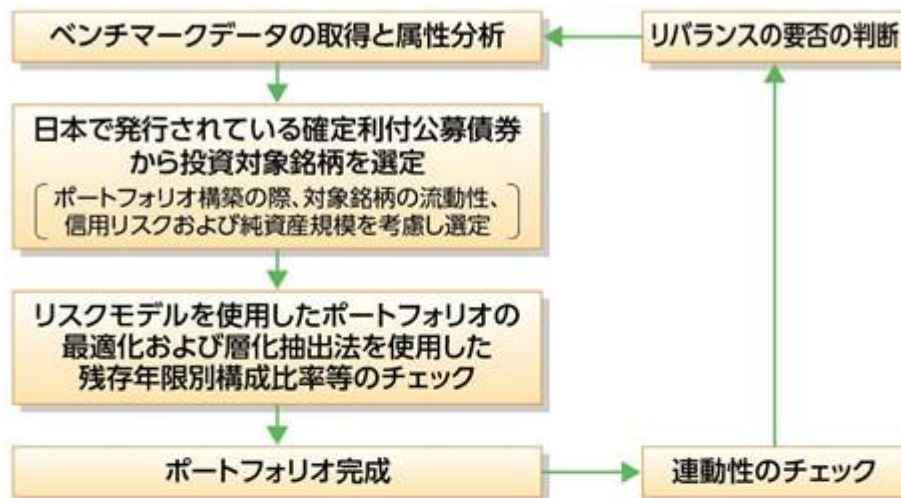 ベンチマークデータの取得と属性分析
リバランスの要否の判断
日本で発行されている確定利付公募債券
から投資対象銘柄を選定
ポートフォリオ構築の際、対象銘柄の流動性、
信用リスクおよび純資産規模を考慮し選定
リスクモデルを使用したポートフォリオの
最適化および層化抽出法を使用した
残存年限別構成比率等のチェック
ポートフォリオ完成
連動性のチェック